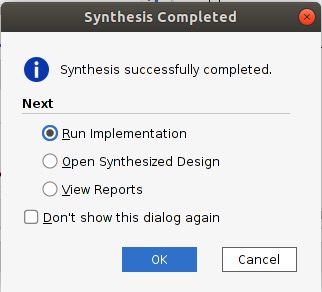 Synthesis Completed
Synthesis successfully completed.
Next
Run Implementation
Open Synthesized Design
View Reports
Don't show this dialog again
OK
Cancel